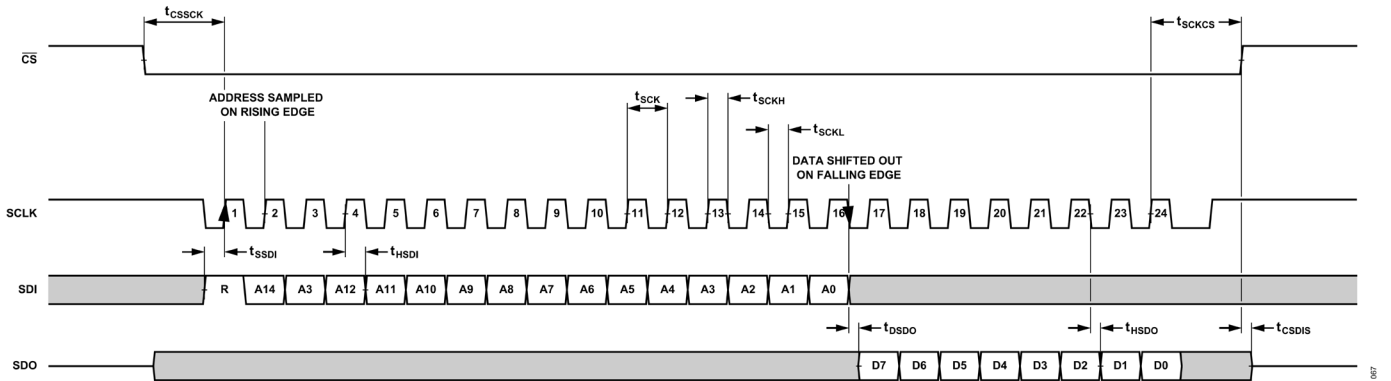 tCSSCK
tSCKCS
CS
ADDRESS SAMPLED
ON RISING EDGE
tSCK
tSCKH
tSCKL
DATA SHIFTED OUT
ON FALLING EDGE
SCLK 1 2 3 4 5 6 7 8 9 10 11 12 13 14 15 16 17 18 19 20 21 22 23 24
tSSDI
tHSDI
SDI R A14 A3 A12 A11 A10 A9 A8 A7 A6 A5 A4 A3 A2 A1 A0
tDSDO
tHSDO
tCSDIS
SDO D7 D6 D5 D4 D3 D2 D1 D0
067